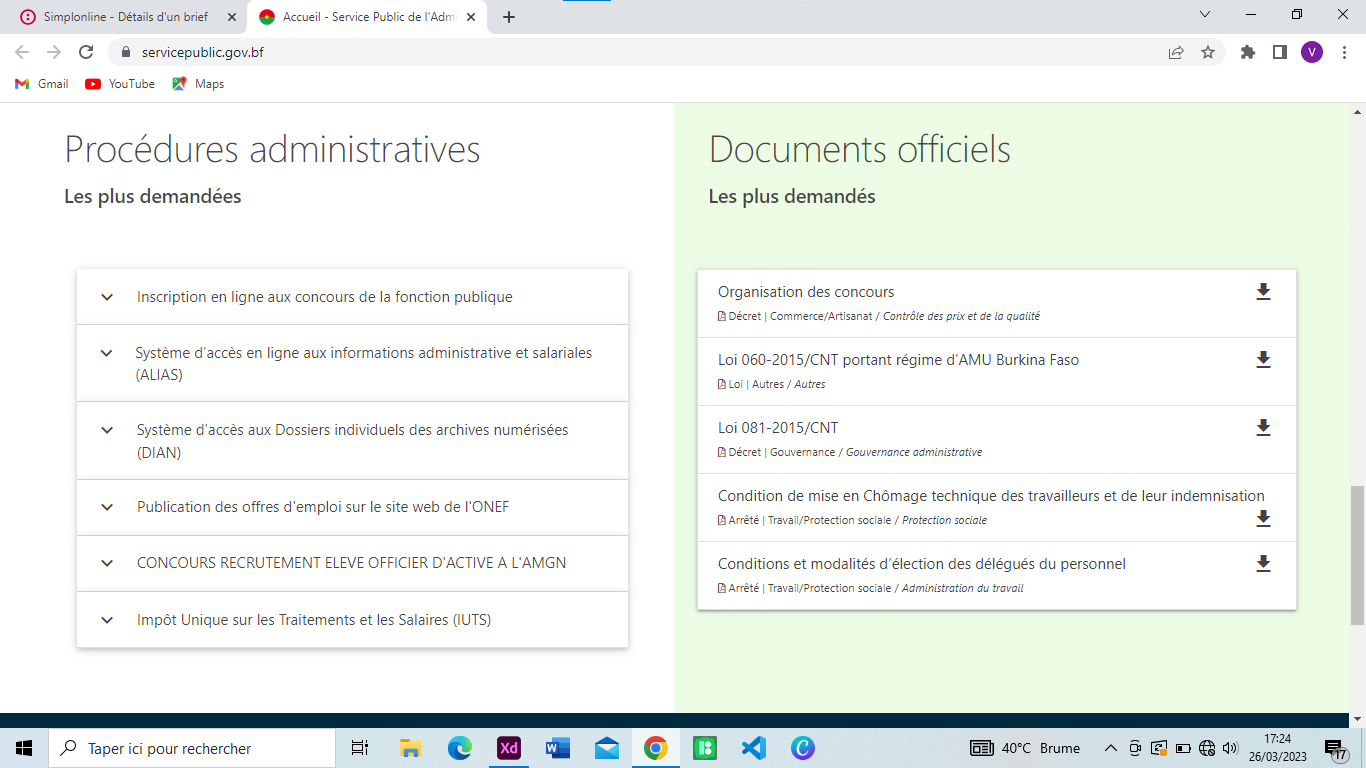 Simplonline - Détails d'un brief
Accueil - Service Public de l'Admi
servicepublic.gov.bf
V
Gmail
YouTube
Maps
Procédures administratives
Les plus demandées
Inscription en ligne aux concours de la fonction publique
Système d’accès en ligne aux informations administrative et salariales
(ALIAS)
Système d’accès aux Dossiers individuels des archives numérisées
(DIAN)
Publication des offres d'emploi sur le site web de l'ONEF
CONCOURS RECRUTEMENT ELEVE OFFICIER D'ACTIVE A L'AMGN
Impôt Unique sur les Traitements et les Salaires (IUTS)
Documents officiels
Les plus demandés
Organisation des concours
Décret | Commerce/Artisanat / Contrôle des prix et de la qualité
Loi 060-2015/CNT portant régime d’AMU Burkina Faso
Loi | Autres / Autres
Loi 081-2015/CNT
Décret | Gouvernance / Gouvernance administrative
Condition de mise en Chômage technique des travailleurs et de leur indemnisation
Arrêté | Travail/Protection sociale / Protection sociale
Conditions et modalités d’élection des délégués du personnel
Arrêté | Travail/Protection sociale / Administration du travail
Taper ici pour rechercher
Xd
40°C Brume
17:24
26/03/2023
17